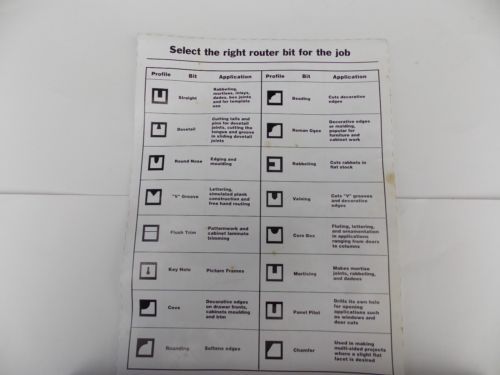 Select the right router bit for the job
Profile Bit Application Profile Bit Application
Straight
Rabbeting,
mortises, inlays,
dados, box joints
and for template
use
Beading
Cuts decorative
edges
Dovetail
Cutting tails and
pins for dovetail
joints, cutting the
tongue and groove
in sliding dovetail
joints
Roman Ogee
Decorative edges
or molding,
popular for
furniture and
cabinet work
Round Nose
Edging and
moulding
Rabbeting
Cuts rabbets in
flat stock
"V" Groove
Lettering,
simulated plank
construction and
free hand routing
Veining
Cuts "V" grooves
and decorative
edges
Flush Trim
Patternwork and
cabinet laminate
trimming
Core Box
Fluting, lettering,
and ornamentation
in applications
ranging from doors
to columns
Key Hole
Picture Frames
Mortising
Makes mortise
joints, rabbeting,
and dadoes
Cove
Decorative edges
on drawer fronts,
cabinets moulding
and trim
Panel Pilot
Drills its own hole
for opening
applications such
as windows and
door cuts
Rounding
Softens edges
Chamfer
Used in making
multi-sided projects
where a slight flat
facet is desired